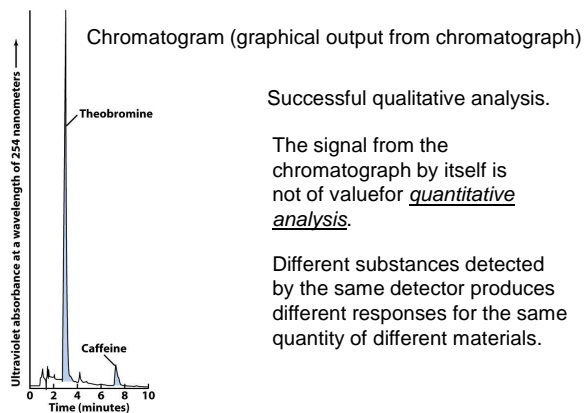 Chromatogram (graphical output from chromatograph)
Theobromine
Successful qualitative analysis.
The signal from the
chromatograph by itself is
not of valuefor quantitative
analysis.
Different substances detected
by the same detector produces
different responses for the same
quantity of different materials.
Ultraviolet absorbance at a wavelength of 254 nanometers
Caffeine
0 2 4 6 8 10
Time (minutes)